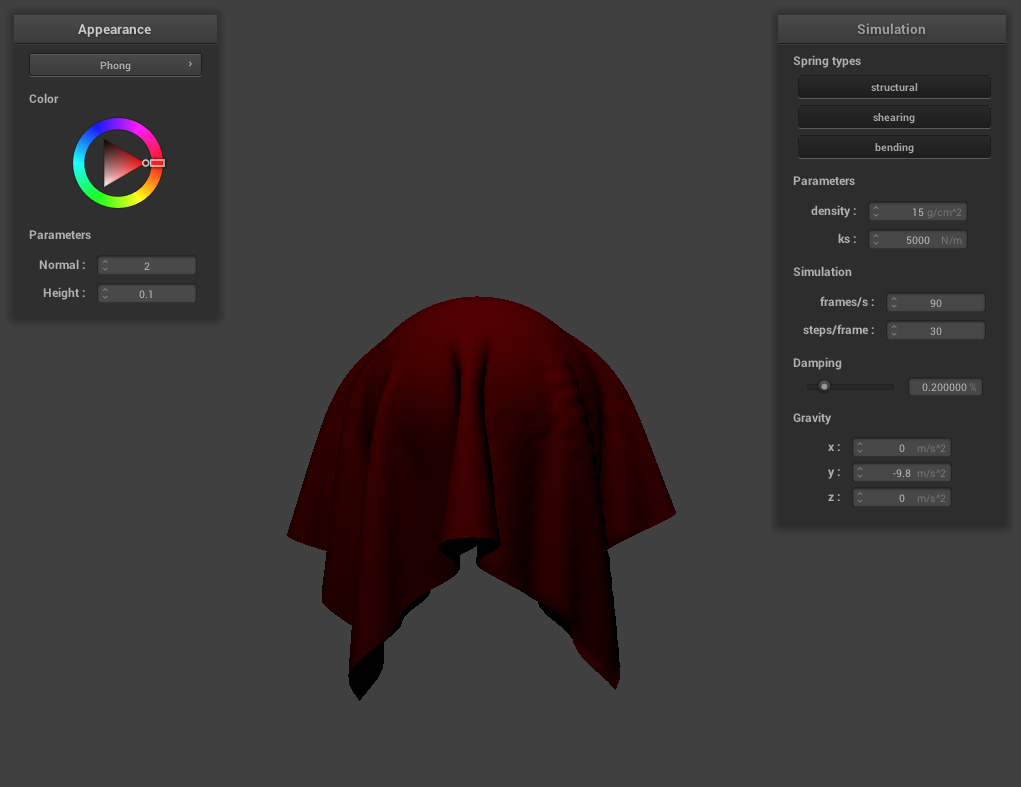 Appearance
Phong
Color
Parameters
Normal : 2
Height : 0.1
Simulation
Spring types
structural
shearing
bending
Parameters
density : 15 g/cm^2
ks : 5000 N/m
Simulation
frames/s : 90
steps/frame : 30
Damping
0.200000 %
Gravity
x : 0 m/s^2
y : -9.8 m/s^2
z : 0 m/s^2